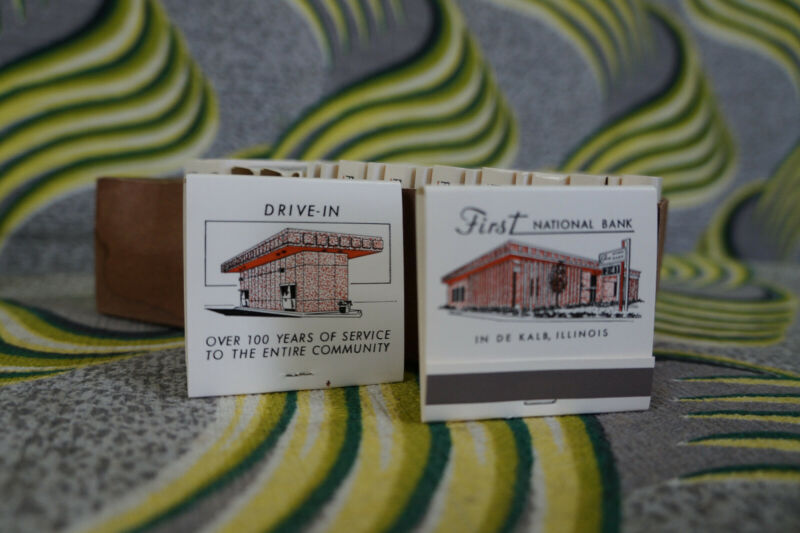 DRIVE-IN
OVER 100 YEARS OF SERVICE
TO THE ENTIRE COMMUNITY
First NATIONAL BANK
IN DE KALB, ILLINOIS